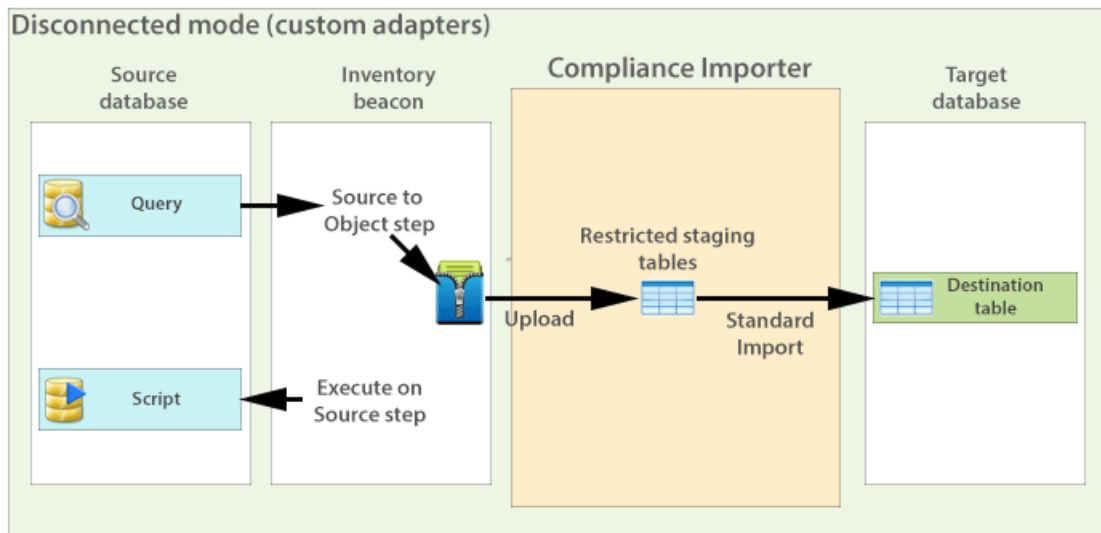 Disconnected mode (custom adapters)
Source
database
Inventory
beacon
Compliance Importer
Target
database
Query
Source to
Object step
Restricted staging
tables
Upload
Standard
Import
Destination
table
Script
Execute on
Source step